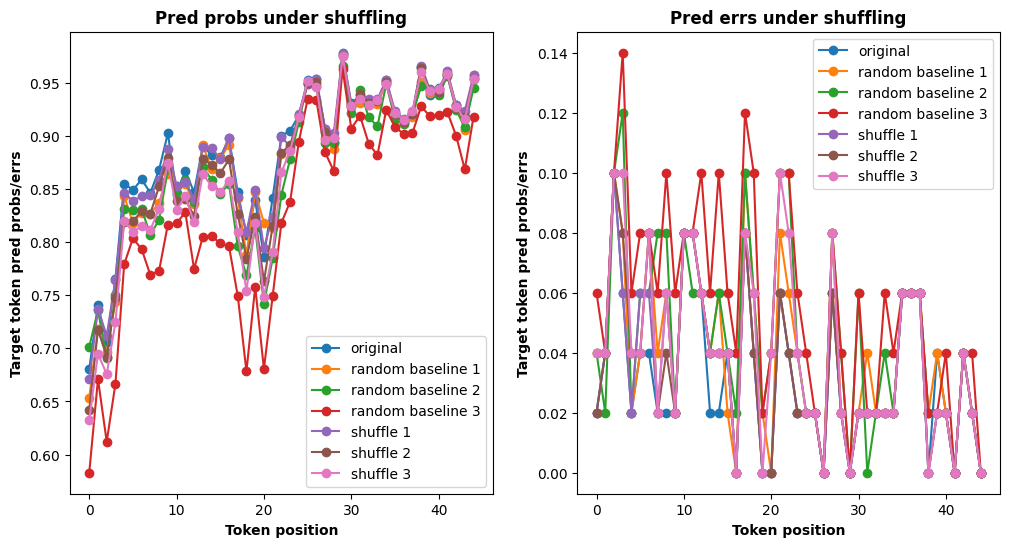 Pred probs under shuffling
Target token pred probs/errs
0.95
0.90
0.85
0.80
0.75
0.70
0.65
0.60
0
10
20
30
40
Token position
original
random baseline 1
random baseline 2
random baseline 3
shuffle 1
shuffle 2
shuffle 3
Pred errs under shuffling
Target token pred probs/errs
0.14
0.12
0.10
0.08
0.06
0.04
0.02
0.00
0
10
20
30
40
Token position
original
random baseline 1
random baseline 2
random baseline 3
shuffle 1
shuffle 2
shuffle 3